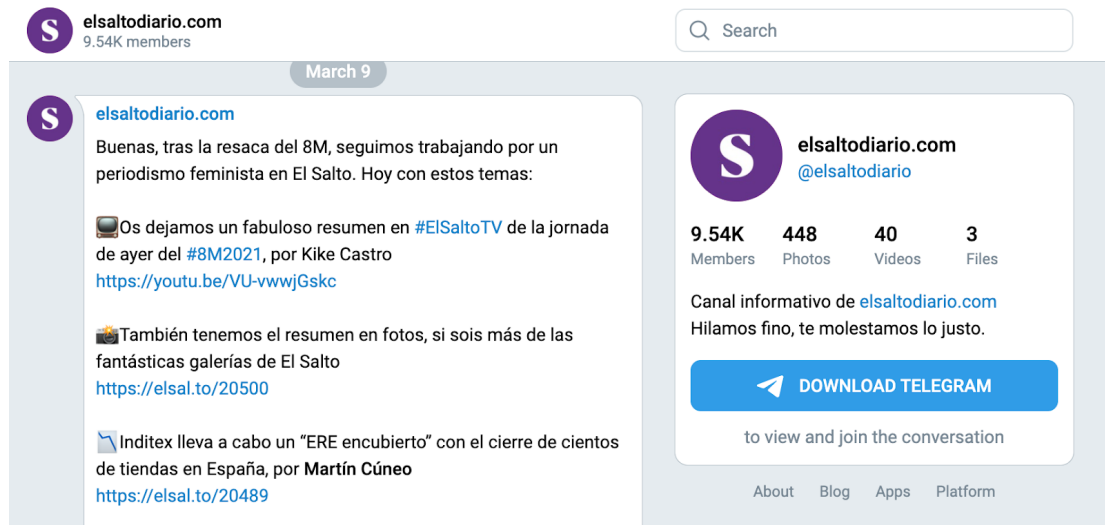 S
elsaltodiario.com
9.54K members
Search
March 9
S
elsaltodiario.com
Buenas, tras la resaca del 8M, seguimos trabajando por un
periodismo feminista en El Salto. Hoy con estos temas:
Os dejamos un fabuloso resumen en #ElSaltoTV de la jornada
de ayer del #8M2021, por Kike Castro
https://youtu.be/VU-vwwjGskc
También tenemos el resumen en fotos, si sois más de las
fantásticas galerías de El Salto
https://elsal.to/20500
Inditex lleva a cabo un “ERE encubierto” con el cierre de cientos
de tiendas en España, por Martín Cúneo
https://elsal.to/20489
S
elsaltodiario.com
@elsaltodiario
9.54K 448 40 3
Members Photos Videos Files
Canal informativo de elsaltodiario.com
Hilamos fino, te molestamos lo justo.
DOWNLOAD TELEGRAM
to view and join the conversation
About Blog Apps Platform